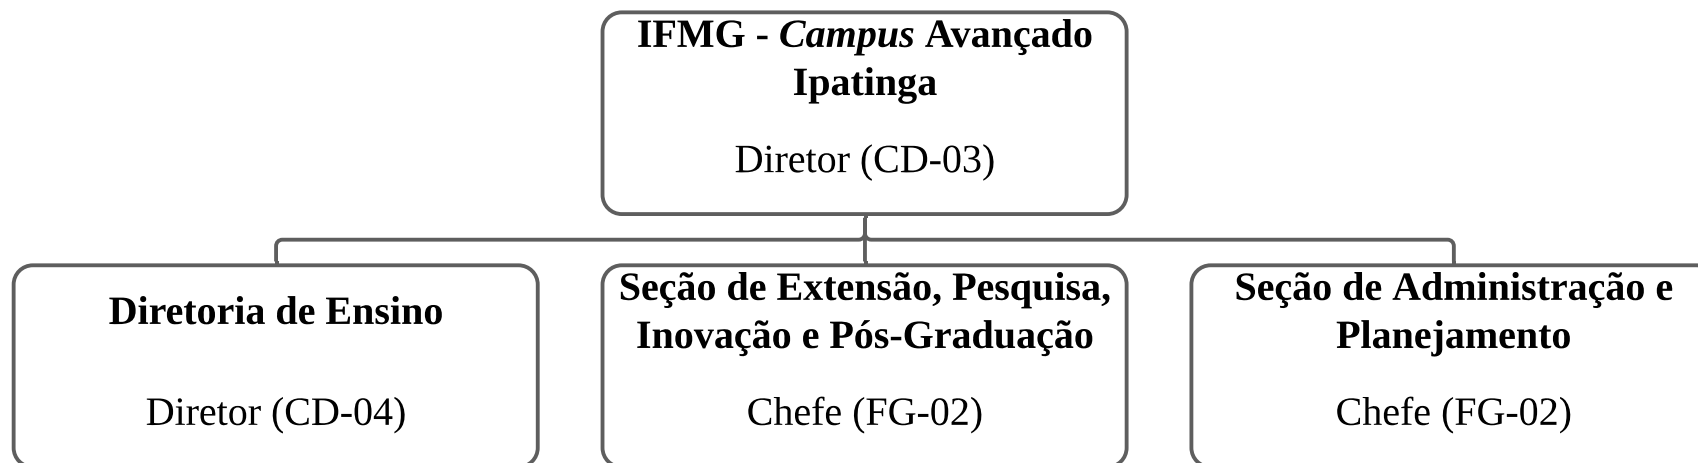 IFMG - Campus Avançado
Ipatinga
Diretor (CD-03)
Diretoria de Ensino
Diretor (CD-04)
Seção de Extensão, Pesquisa,
Inovação e Pós-Graduação
Chefe (FG-02)
Seção de Administração e
Planejamento
Chefe (FG-02)